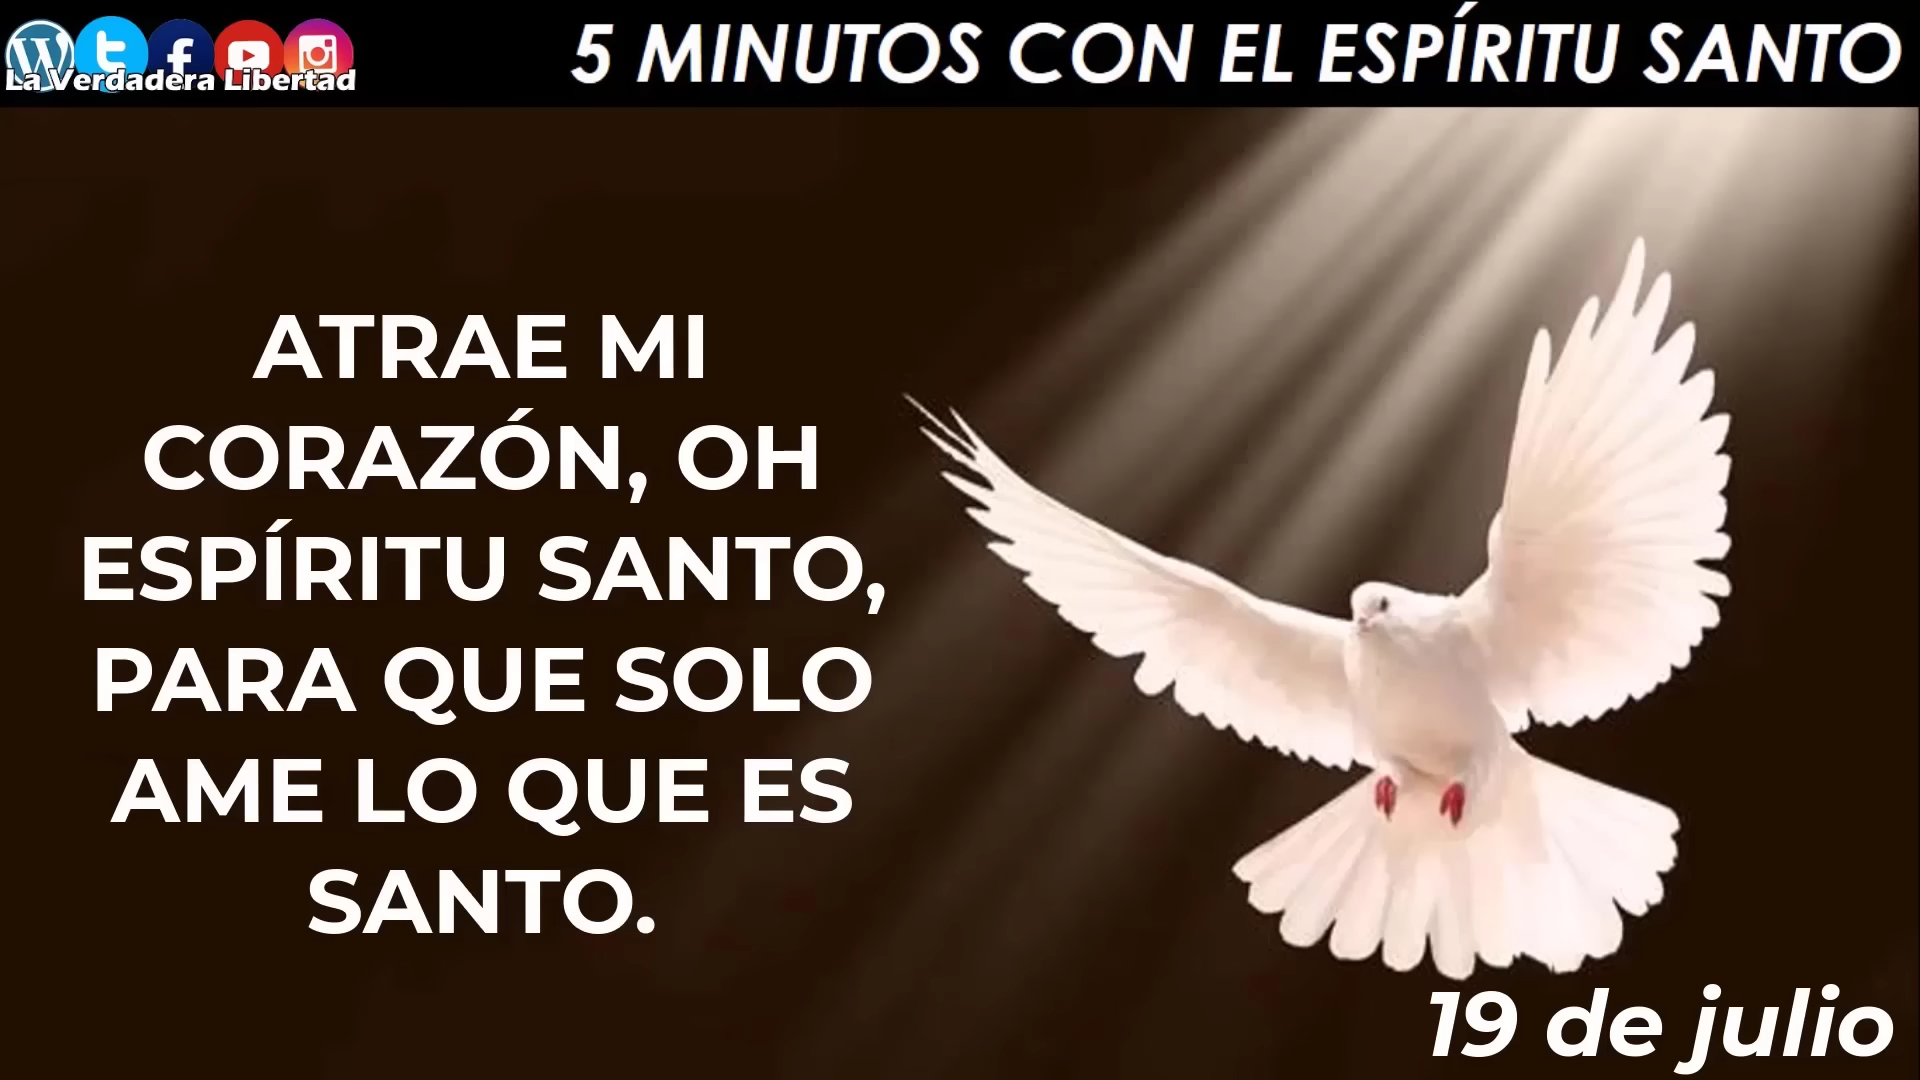 5 MINUTOS CON EL ESPÍRITU SANTO
La Verdadera Libertad
ATRAE MI
CORAZÓN, OH
ESPÍRITU SANTO,
PARA QUE SOLO
AME LO QUE ES
SANTO.
19 de julio